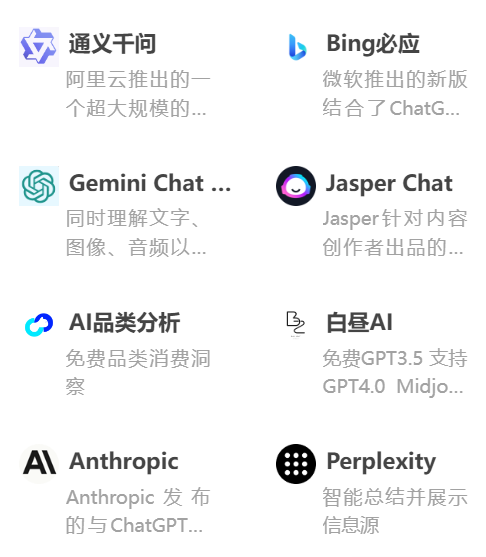 通义千问
阿里云推出的一
个超大规模的...
Bing必应
微软推出的新版
结合了ChatG...
Gemini Chat ...
同时理解文字、
图像、音频以...
Jasper Chat
Jasper针对内容
创作者出品的...
AI品类分析
免费品类消费洞
察
白昼AI
免费GPT3.5 支持
GPT4.0 Midjo...
Anthropic
Anthropic 发布
的与ChatGPT...
Perplexity
智能总结并展示
信息源